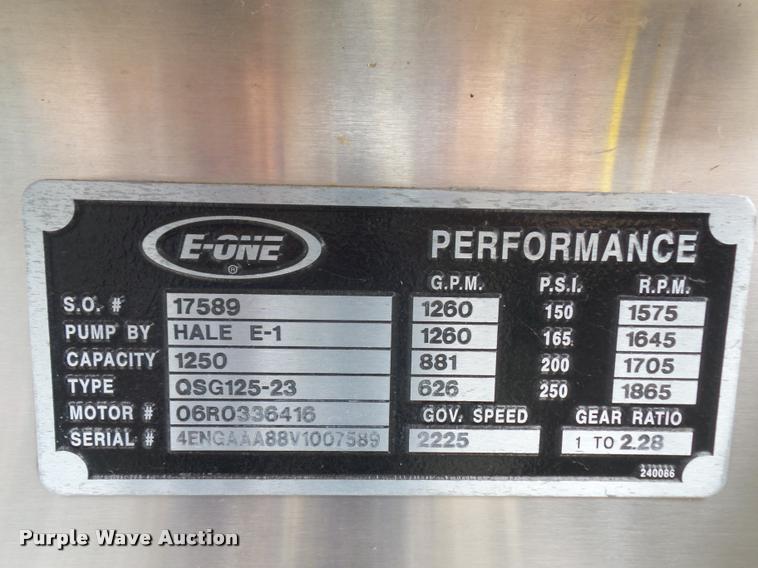 E-ONE ®
PERFORMANCE
G.P.M. P.S.I. R.P.M.
S.O. # 17589 1260 150 1575
PUMP BY HALE E-1 1260 165 1645
CAPACITY 1250 881 200 1705
TYPE QSG125-23 626 250 1865
MOTOR # 06R0336416 GOV. SPEED GEAR RATIO
SERIAL # 4ENGAAA88V1007589 2225 1 TO 2.28
240086
Purple Wave Auction